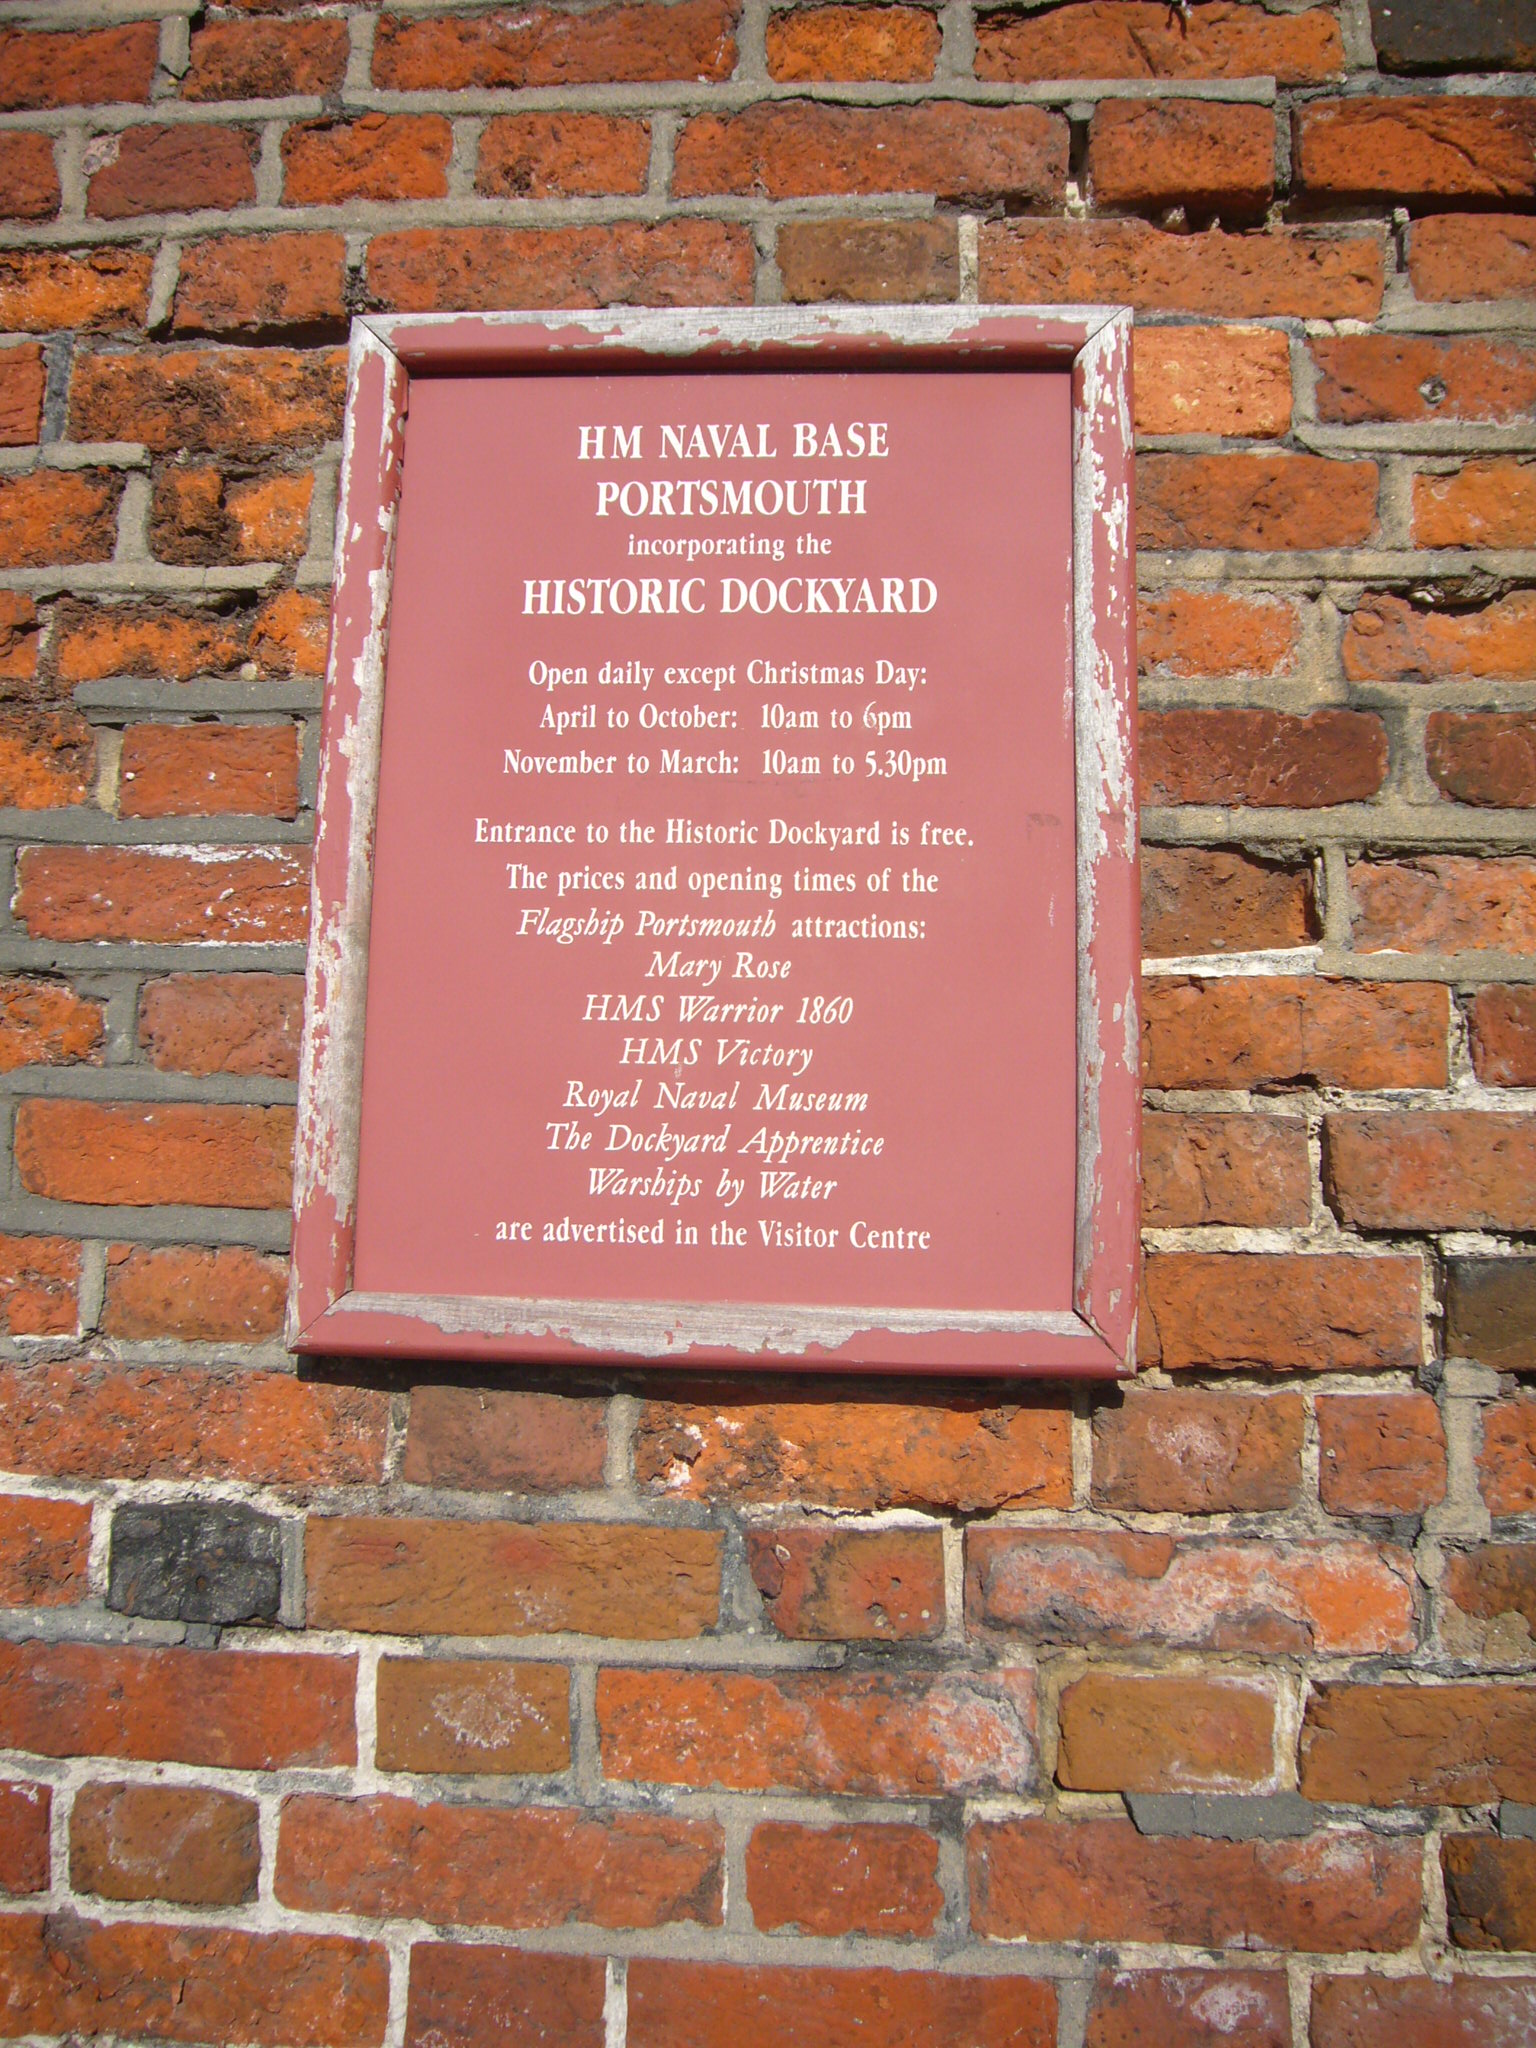 HM NAVAL BASE
PORTSMOUTH
incorporating the
HISTORIC DOCKYARD
Open daily except Christmas Day:
April to October: 10am to 6pm
November to March: 10am to 5.30pm
Entrance to the Historic Dockyard is free.
The prices and opening times of the
Flagship Portsmouth attractions:
Mary Rose
HMS Warrior 1860
HMS Victory
Royal Naval Museum
The Dockyard Apprentice
Warships by Water
are advertised in the Visitor Centre